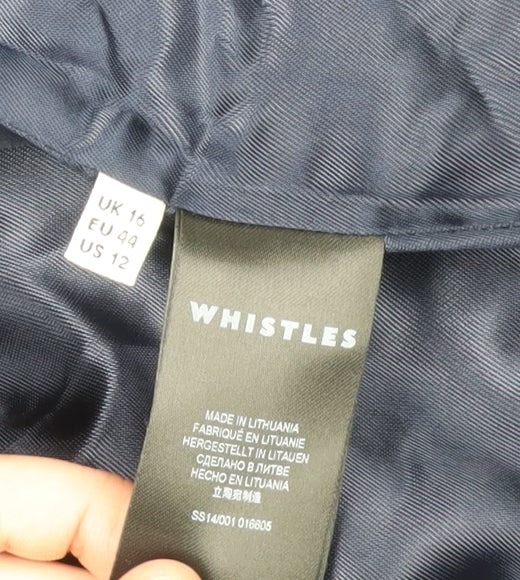 UK 16
EU 44
US 12
WHISTLES
MADE IN LITHUANIA
FABRIQUÉ EN LITUANIE
HERGESTELLT IN LITAUEN
СДЕЛАНО В ЛИТВЕ
HECHO EN LITUANIA
立陶宛制造
SS14/001 016605